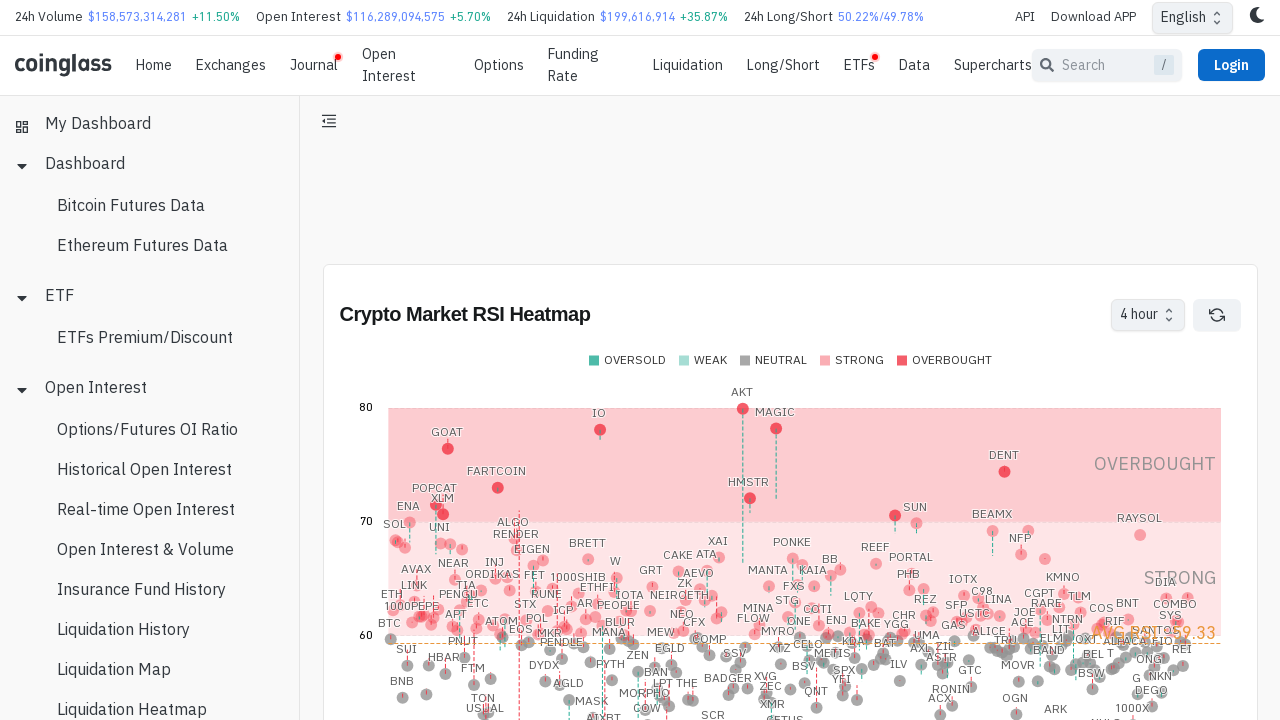 24h Volume $158,573,314,281 +11.50% Open Interest $116,289,094,575 +5.70% 24h Liquidation $199,616,914 +35.87% 24h Long/Short 50.22%/49.78% API Download APP English
coinglass Home Exchanges Journal Open Interest Options Funding Rate Liquidation Long/Short ETFs Data Supercharts Search / Login
My Dashboard
Dashboard
Bitcoin Futures Data
Ethereum Futures Data
ETF
ETFs Premium/Discount
Open Interest
Options/Futures OI Ratio
Historical Open Interest
Real-time Open Interest
Open Interest & Volume
Insurance Fund History
Liquidation History
Liquidation Map
Liquidation Heatmap
Crypto Market RSI Heatmap 4 hour
OVERSOLD WEAK NEUTRAL STRONG OVERBOUGHT
AKT
80
IO MAGIC
GOAT
DENT
OVERBOUGHT
FARTCOIN
HMSTR
POPCAT
XLM
ENA SUN
BEAMX
RAYSOL
70
SOL UNI ALGO
RENDER
NFP
BRETT XAI PONKE
EIGEN REEF
CAKE ATA
PORTAL
NEAR INJ W BB
AVAX GRT AEVO MANTA KAIA
ORDI KAS FET 1000SHIB PHB
STRONG
IOTX KMNO
LINK TIA ZK FXS DIA
ETH PENGU RUNE ETHFI IOTA NEIROETH LQTY C98 CGPT TLM
1000PEPE ETC STX AR PEOPLE STG REZ SFP LINA RARE BNT COMBO
APT ICP MINA COTI USTC JOE COS
BTC ATOM POL BLUR CFX NEO FLOW ONE ENJ BAKE YGG CHR GAS ACE NTRN RIF SYS
60
EOS MKR MANA MEW MYRO ALICE LIT SANTOS
PNUT PENDIE COMP KDA BAT UMA TRU FLM OXT ALPACA FIO
SUI ZEN EGLD SSV XTZ CELO METIS AXL ZIL BAND BEL T REI
HBAR FTM DYDX PYTH BAN BSV SPX ILV ASTR MOVR ONG
BNB AGLD LPT THE BADGER XVG YFI GTC BSW G NKN
TON MASK MORPHO ZEC QNT RONIN OGN DEGO
USUAL COW XMR ACX ARK 1000X
AIXBT SCR CETUS